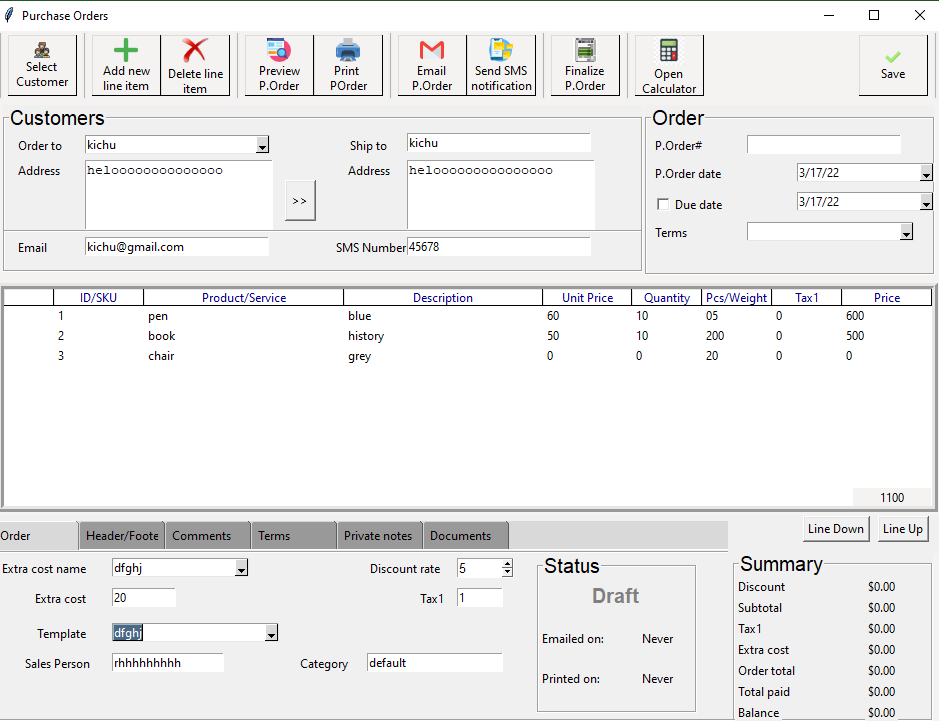 Purchase Orders
Select Customer
Add new line item
Delete line item
Preview P.Order
Print POrder
Email P.Order
Send SMS notification
Finalize P.Order
Open Calculator
Save
Customers
Order to kichu
Address heloooooooooooooo
>>
Ship to kichu
Address helooooooooooooooo
Email kichu@gmail.com
SMS Number 45678
Order
P.Order#
P.Order date 3/17/22
Due date 3/17/22
Terms
ID/SKU Product/Service Description Unit Price Quantity Pcs/Weight Tax1 Price
1 pen blue 60 10 05 0 600
2 book history 50 10 200 0 500
3 chair grey 0 0 20 0 0
1100
Line Down Line Up
Order Header/Foote Comments Terms Private notes Documents
Extra cost name dfghj
Discount rate 5
Extra cost 20
Tax1 1
Template dfghj
Sales Person rhhhhhhhhh
Category default
Status
Draft
Emailed on: Never
Printed on: Never
Summary
Discount $0.00
Subtotal $0.00
Tax1 $0.00
Extra cost $0.00
Order total $0.00
Total paid $0.00
Balance $0.00